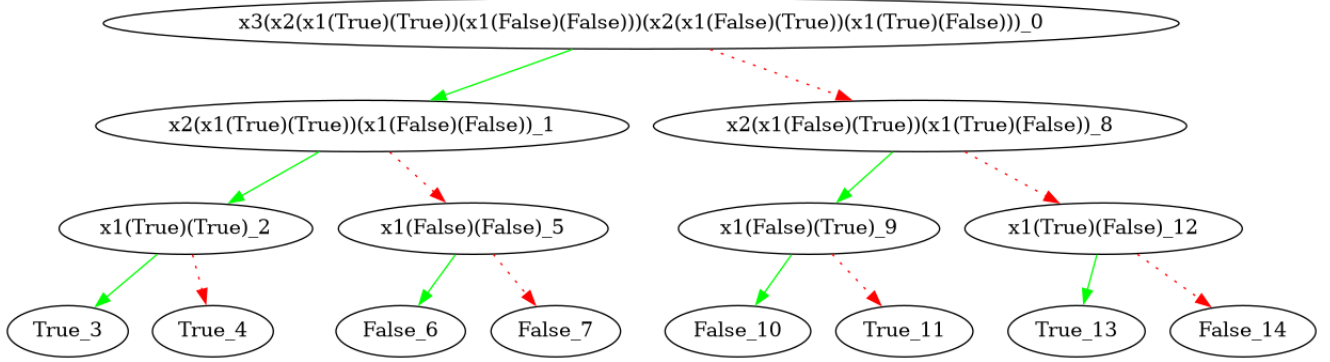 x3(x2(x1(True)(True))(x1(False)(False)))(x2(x1(False)(True))(x1(True)(False)))_0
x2(x1(True)(True))(x1(False)(False))_1
x2(x1(False)(True))(x1(True)(False))_8
x1(True)(True)_2
x1(False)(False)_5
x1(False)(True)_9
x1(True)(False)_12
True_3
True_4
False_6
False_7
False_10
True_11
True_13
False_14